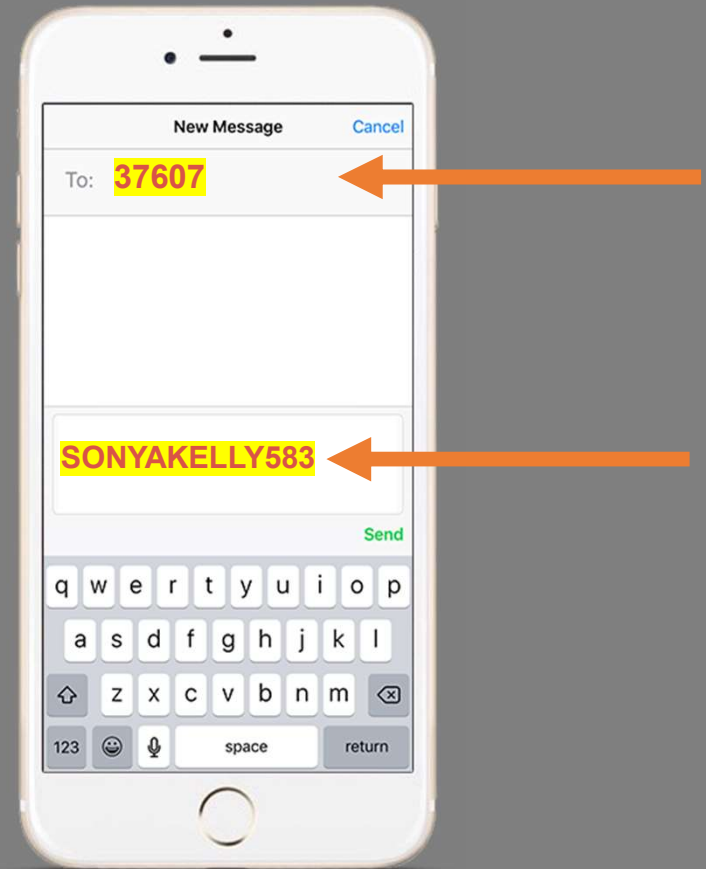 New Message Cancel
To: 37607
SONYAKELLY583
Send
q w e r t y u i o p
a s d f g h j k l
z x c v b n m
123 space return